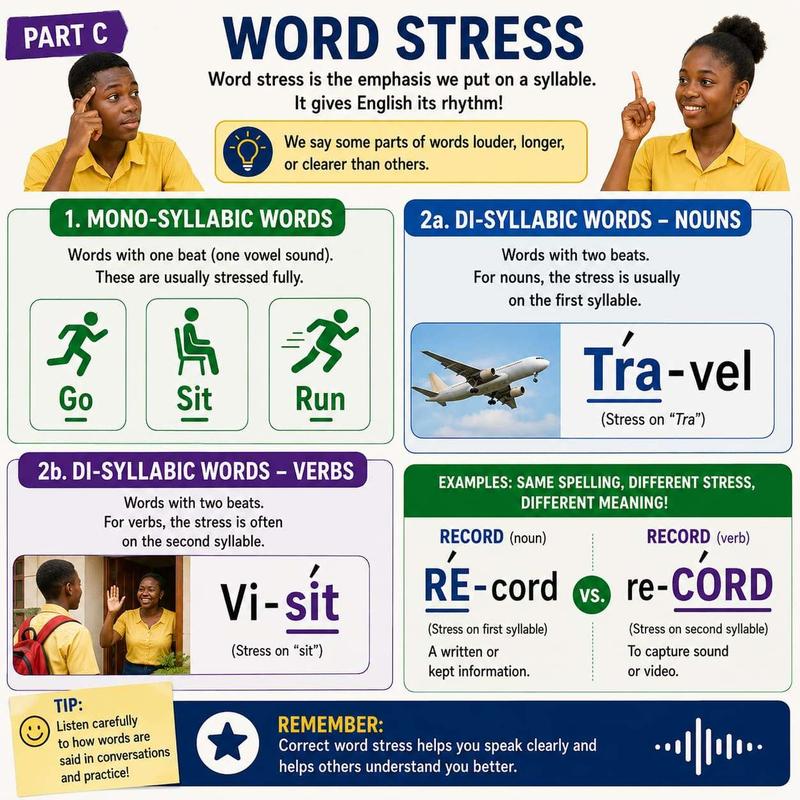 PART C
WORD STRESS
Word stress is the emphasis we put on a syllable.
It gives English its rhythm!
We say some parts of words louder, longer,
or clearer than others.
1. MONO-SYLLABIC WORDS
Words with one beat (one vowel sound).
These are usually stressed fully.
Go
Sit
Run
2a. DI-SYLLABIC WORDS – NOUNS
Words with two beats.
For nouns, the stress is usually
on the first syllable.
Tŕa-vel
(Stress on “Tra”)
2b. DI-SYLLABIC WORDS – VERBS
Words with two beats.
For verbs, the stress is often
on the second syllable.
Vi-sít
(Stress on “sit”)
EXAMPLES: SAME SPELLING, DIFFERENT STRESS,
DIFFERENT MEANING!
RECORD (noun)
RÉ-cord
(Stress on first syllable)
A written or
kept information.
VS.
RECORD (verb)
re-CÓRD
(Stress on second syllable)
To capture sound
or video.
TIP:
Listen carefully
to how words are
said in conversations
and practice!
REMEMBER:
Correct word stress helps you speak clearly and
helps others understand you better.